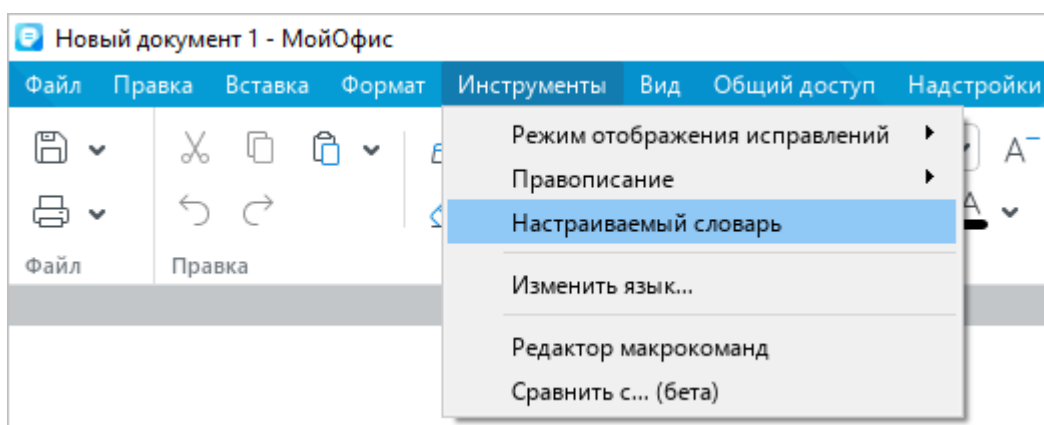 Новый документ 1 - МойОфис
Файл Правка Вставка Формат Инструменты Вид Общий доступ Надстройки
Режим отображения исправлений
A
Правописание
Настраиваемый словарь
A
Файл Правка
Изменить язык...
Редактор макрокоманд
Сравнить с... (бета)